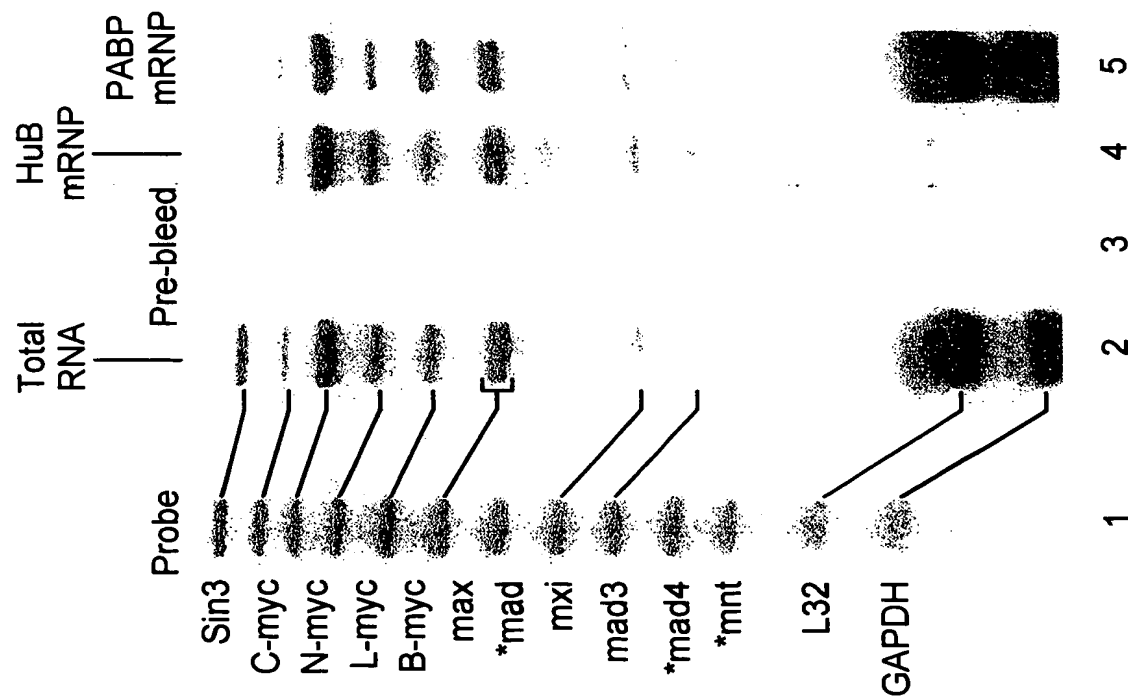 Total
RNA
Pre-bleed
HuB
mRNP
PABP
mRNP
Probe
Sin3
C-myc
N-myc
L-myc
B-myc
max
*mad
mxi
mad3
*mad4
*mnt
L32
GAPDH
1 2 3 4 5